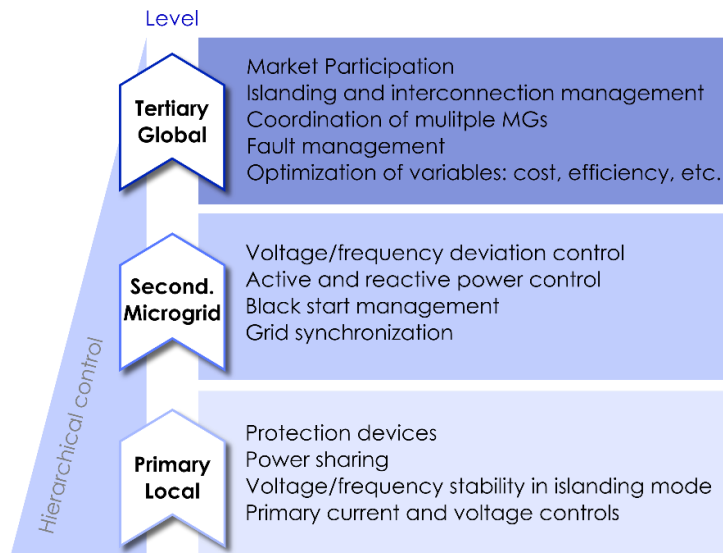 Level
Tertiary
Global
Market Participation
Islanding and interconnection management
Coordination of mulitple MGs
Fault management
Optimization of variables: cost, efficiency, etc.
Second.
Microgrid
Voltage/frequency deviation control
Active and reactive power control
Black start management
Grid synchronization
Primary
Local
Protection devices
Power sharing
Voltage/frequency stability in islanding mode
Primary current and voltage controls
Hierarchical control